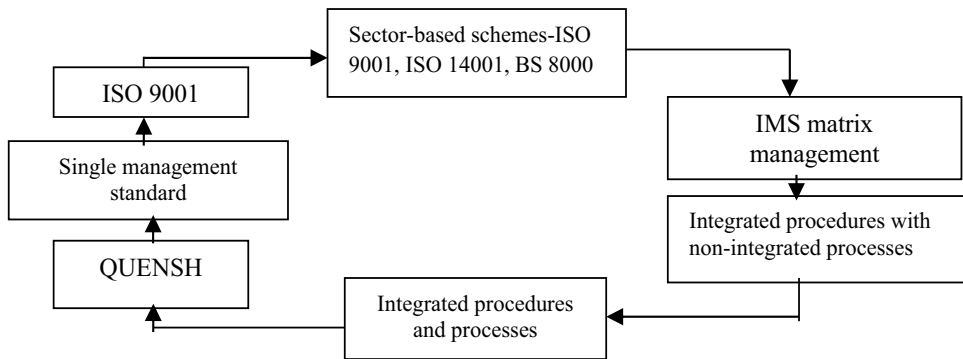 Sector-based schemes-ISO
9001, ISO 14001, BS 8000
ISO 9001
IMS matrix
management
Single management
standard
Integrated procedures with
non-integrated processes
QUENSH
Integrated procedures
and processes